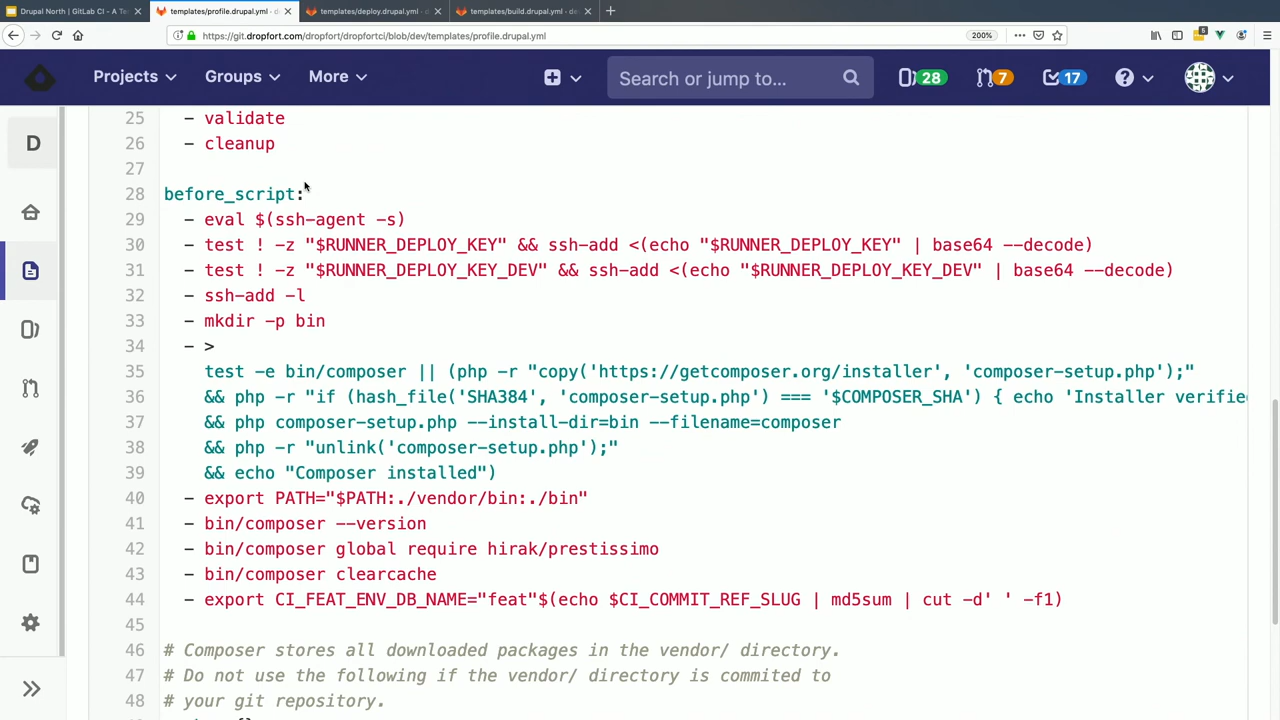 Drupal North | GitLab CI - A Ta
templates/profile.drupal.yml · d
templates/deploy.drupal.yml · d
templates/build.drupal.yml · de
https://git.dropfort.com/dropfort/dropfortci/blob/dev/templates/profile.drupal.yml
200%
Projects
Groups
More
Search or jump to...
28
7
17
D
25 - validate
26 - cleanup
27
28 before_script:
29 - eval $(ssh-agent -s)
30 - test ! -z "$RUNNER_DEPLOY_KEY" && ssh-add <(echo "$RUNNER_DEPLOY_KEY" | base64 --decode)
31 - test ! -z "$RUNNER_DEPLOY_KEY_DEV" && ssh-add <(echo "$RUNNER_DEPLOY_KEY_DEV" | base64 --decode)
32 - ssh-add -l
33 - mkdir -p bin
34 - >
35 test -e bin/composer || (php -r "copy('https://getcomposer.org/installer', 'composer-setup.php');"
36 && php -r "if (hash_file('SHA384', 'composer-setup.php') === '$COMPOSER_SHA') { echo 'Installer verifie
37 && php composer-setup.php --install-dir=bin --filename=composer
38 && php -r "unlink('composer-setup.php');"
39 && echo "Composer installed")
40 - export PATH="$PATH:./vendor/bin:./bin"
41 - bin/composer --version
42 - bin/composer global require hirak/prestissimo
43 - bin/composer clearcache
44 - export CI_FEAT_ENV_DB_NAME="feat"$(echo $CI_COMMIT_REF_SLUG | md5sum | cut -d' ' -f1)
45
46 # Composer stores all downloaded packages in the vendor/ directory.
47 # Do not use the following if the vendor/ directory is commited to
48 # your git repository.